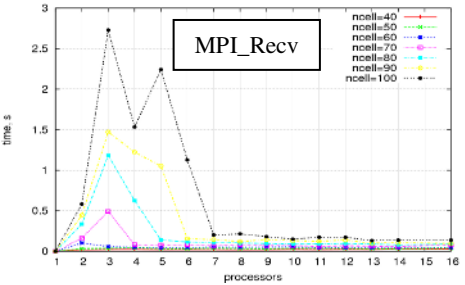 MPI_Recv
ncell=40
ncell=50
ncell=60
ncell=70
ncell=80
ncell=90
ncell=100
time, s
3
2.5
2
1.5
1
0.5
0
1 2 3 4 5 6 7 8 9 10 11 12 13 14 15 16
processors